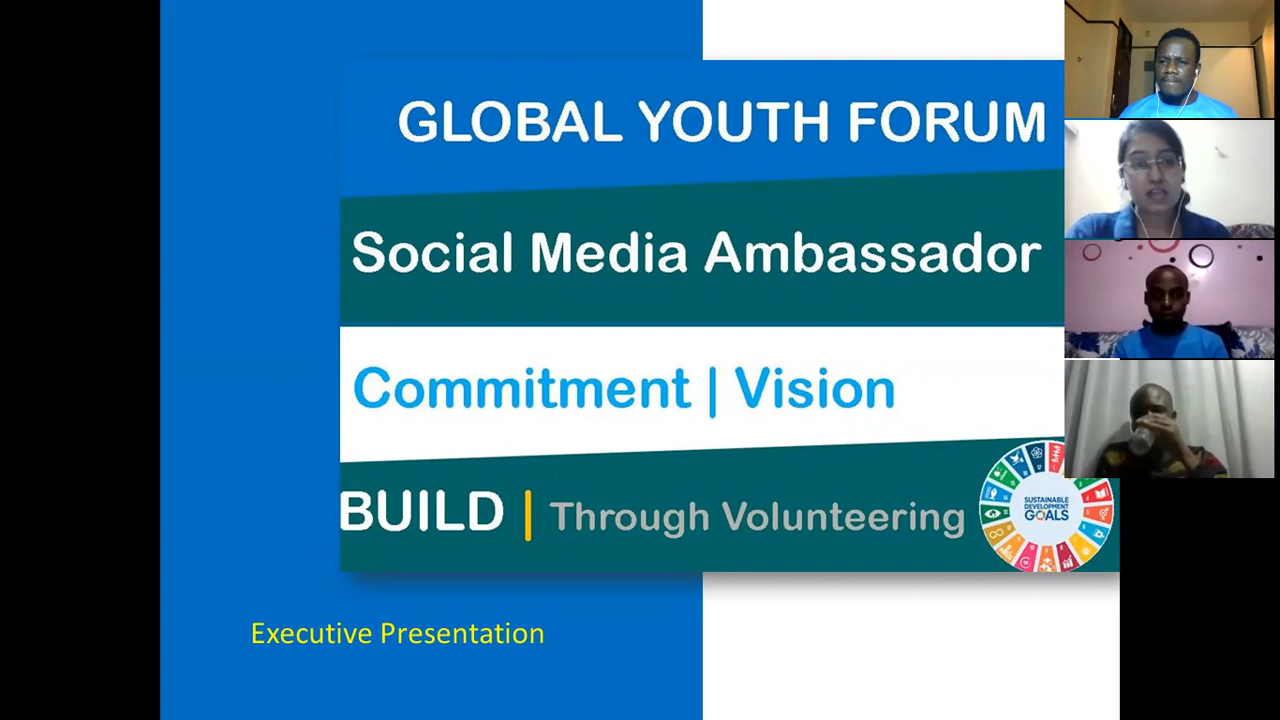 GLOBAL YOUTH FORUM
Social Media Ambassador
Commitment | Vision
BUILD | Through Volunteering
SUSTAINABLE
DEVELOPMENT
GOALS
Executive Presentation